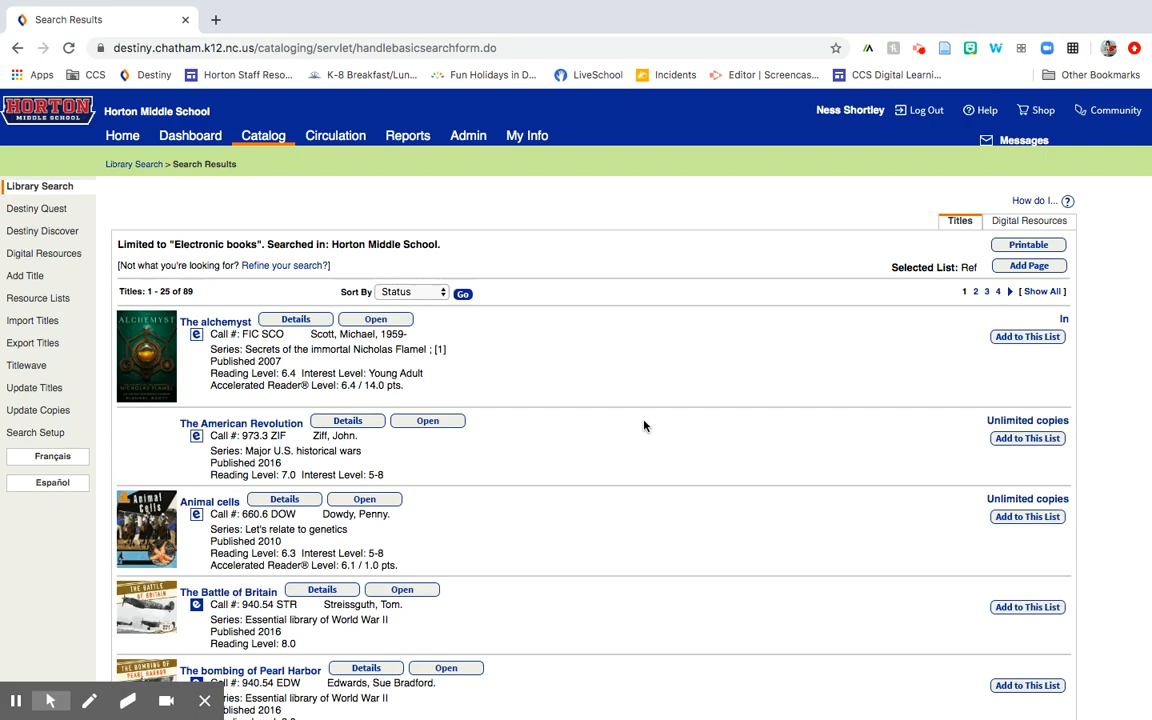 Search Results
destiny.chatham.k12.nc.us/cataloging/servlet/handlebasicsearchform.do
Apps CCS Destiny Horton Staff Reso... K-8 Breakfast/Lun... Fun Holidays in D... LiveSchool Incidents Editor | Screencas... CCS Digital Learni... Other Bookmarks
HORTON
MIDDLE SCHOOL
Horton Middle School
Ness Shortley Log Out Help Shop Community
Home Dashboard Catalog Circulation Reports Admin My Info
Messages
Library Search > Search Results
Library Search
Destiny Quest
Destiny Discover
Digital Resources
Add Title
Resource Lists
Import Titles
Export Titles
Titlewave
Update Titles
Update Copies
Search Setup
Français
Español
How do I... ?
Titles Digital Resources
Limited to "Electronic books". Searched in: Horton Middle School.
Printable
[Not what you're looking for? Refine your search?]
Selected List: Ref Add Page
Titles: 1 - 25 of 89 Sort By Status Go 1 2 3 4 [ Show All ]
ALCHEMYST
The alchemyst Details Open In
e Call #: FIC SCO Scott, Michael, 1959- Add to This List
Series: Secrets of the immortal Nicholas Flamel ; [1]
Published 2007
Reading Level: 6.4 Interest Level: Young Adult
Accelerated Reader® Level: 6.4 / 14.0 pts.
The American Revolution Details Open Unlimited copies
e Call #: 973.3 ZIF Ziff, John. Add to This List
Series: Major U.S. historical wars
Published 2016
Reading Level: 7.0 Interest Level: 5-8
Animal Cells
Animal cells Details Open Unlimited copies
e Call #: 660.6 DOW Dowdy, Penny. Add to This List
Series: Let's relate to genetics
Published 2010
Reading Level: 6.3 Interest Level: 5-8
Accelerated Reader® Level: 6.1 / 1.0 pts.
THE BATTLE OF
BRITAIN
The Battle of Britain Details Open
e Call #: 940.54 STR Streissguth, Tom. Add to This List
Series: Essential library of World War II
Published 2016
Reading Level: 8.0
THE BOMBING OF
PEARL HARBOR
The bombing of Pearl Harbor Details Open
Call #: 940.54 EDW Edwards, Sue Bradford. Add to This List
ries: Essential library of World War II
blished 2016